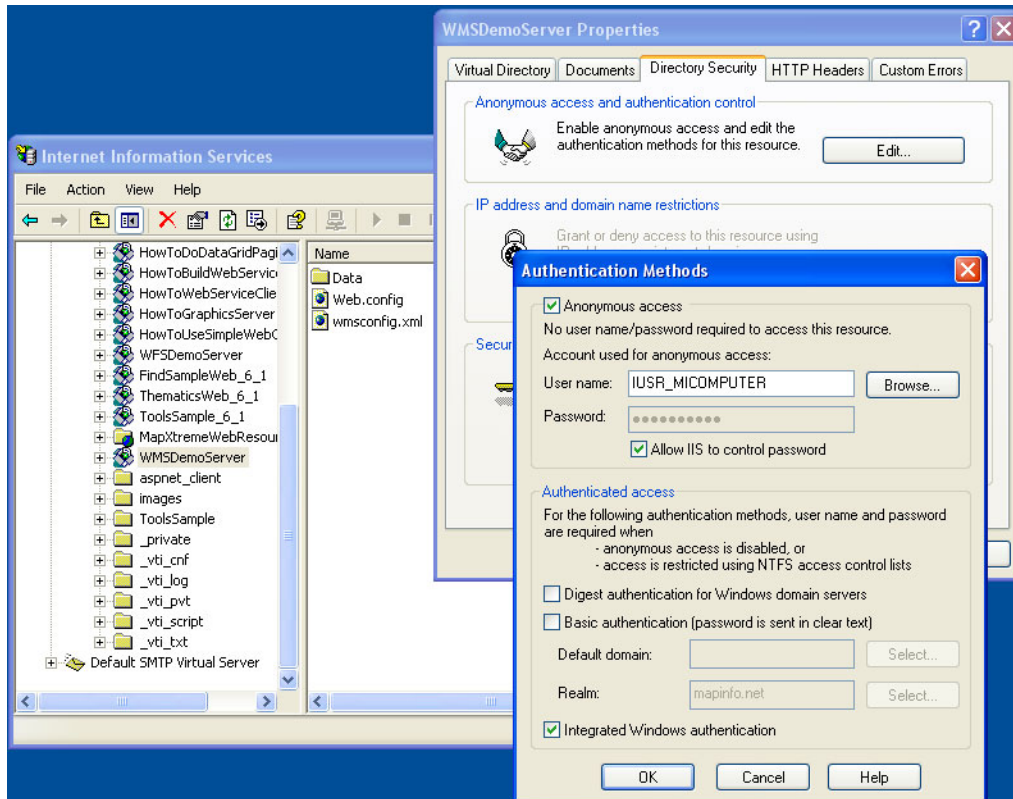 WMSDemoServer Properties
Virtual Directory
Documents
Directory Security
HTTP Headers
Custom Errors
Anonymous access and authentication control
Enable anonymous access and edit the
authentication methods for this resource.
Edit...
IP address and domain name restrictions
Grant or deny access to this resource using
Secur
Internet Information Services
File Action View Help
HowToDoDataGridPagi
HowToBuildWebServic
HowToWebServiceClie
HowToGraphicsServer
HowToUseSimpleWebC
WFSDemoServer
FindSampleWeb_6_1
ThematicsWeb_6_1
ToolsSample_6_1
MapXtremeWebResou
WMSDemoServer
aspnet_client
images
ToolsSample
_private
_vti_cnf
_vti_log
_vti_pvt
_vti_script
_vti_txt
Default SMTP Virtual Server
Name
Data
Web.config
wmsconfig.xml
Authentication Methods
Anonymous access
No user name/password required to access this resource.
Account used for anonymous access:
User name: IUSR_MICOMPUTER Browse...
Password:
Allow IIS to control password
Authenticated access
For the following authentication methods, user name and password
are required when
- anonymous access is disabled, or
- access is restricted using NTFS access control lists
Digest authentication for Windows domain servers
Basic authentication (password is sent in clear text)
Default domain: Select...
Realm: mapinfo.net Select...
Integrated Windows authentication
OK Cancel Help